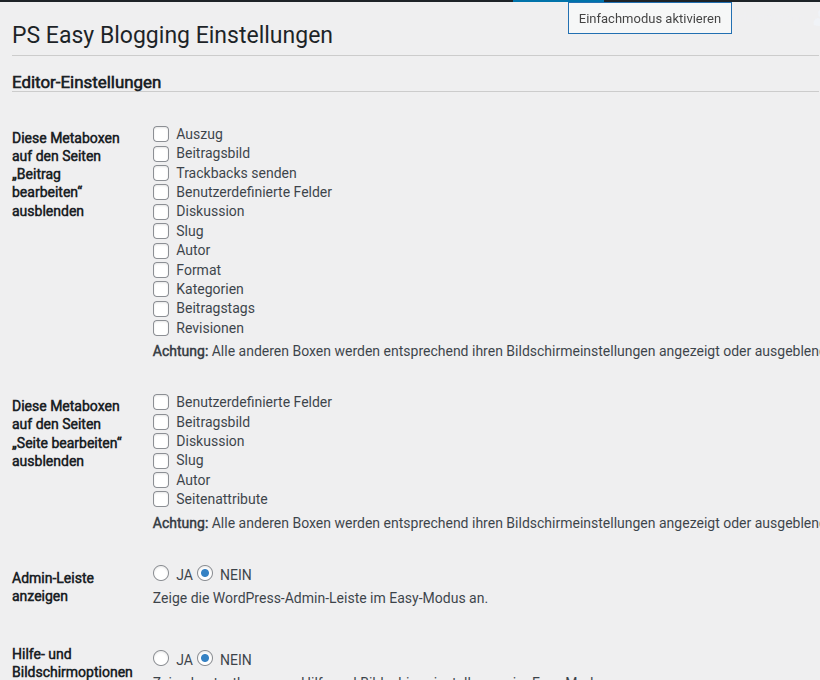 Einfachmodus aktivieren
PS Easy Blogging Einstellungen
Editor-Einstellungen
Diese Metaboxen
auf den Seiten
„Beitrag
bearbeiten“
ausblenden
Auszug
Beitragsbild
Trackbacks senden
Benutzerdefinierte Felder
Diskussion
Slug
Autor
Format
Kategorien
Beitragstags
Revisionen
Achtung: Alle anderen Boxen werden entsprechend ihren Bildschirmeinstellungen angezeigt oder ausgeblen
Diese Metaboxen
auf den Seiten
„Seite bearbeiten“
ausblenden
Benutzerdefinierte Felder
Beitragsbild
Diskussion
Slug
Autor
Seitenattribute
Achtung: Alle anderen Boxen werden entsprechend ihren Bildschirmeinstellungen angezeigt oder ausgeblen
Admin-Leiste
anzeigen
JA NEIN
Zeige die WordPress-Admin-Leiste im Easy-Modus an.
Hilfe- und
Bildschirmoptionen
JA NEIN